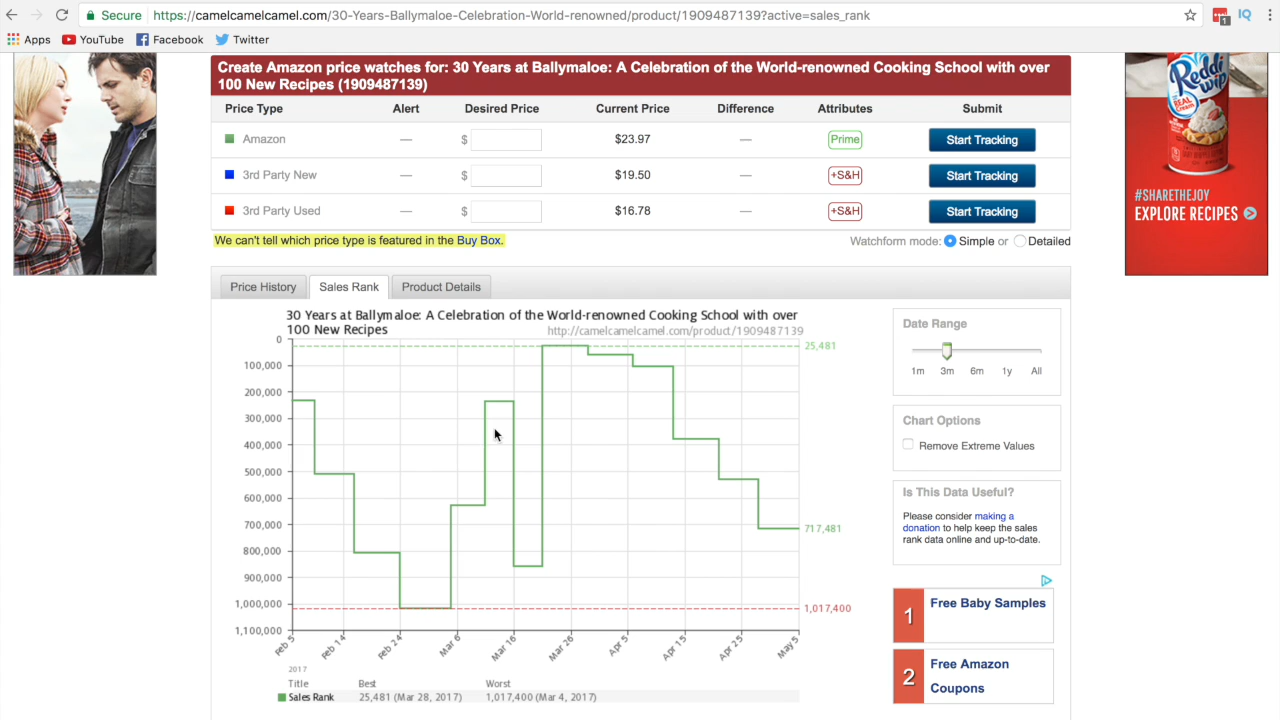 Secure https://camelcamelcamel.com/30-Years-Ballymaloe-Celebration-World-renowned/product/1909487139?active=sales_rank
1 IQ
Apps YouTube Facebook Twitter
Create Amazon price watches for: 30 Years at Ballymaloe: A Celebration of the World-renowned Cooking School with over
100 New Recipes (1909487139)
Price Type Alert Desired Price Current Price Difference Attributes Submit
Amazon — $ $23.97 — Prime Start Tracking
3rd Party New — $ $19.50 — +S&H Start Tracking
3rd Party Used — $ $16.78 — +S&H Start Tracking
We can't tell which price type is featured in the Buy Box.
Watchform mode: Simple or Detailed
Reddi
wip
REAL
#SHARETHEJOY
EXPLORE RECIPES
Price History Sales Rank Product Details
30 Years at Ballymaloe: A Celebration of the World-renowned Cooking School with over
100 New Recipes http://camelcamelcamel.com/product/1909487139
0
100,000
200,000
300,000
400,000
500,000
600,000
700,000
800,000
900,000
1,000,000
1,100,000
25,481
717,481
1,017,400
Feb 5 Feb 14 Feb 24 Mar 6 Mar 16 Mar 26 Apr 5 Apr 15 Apr 25 May 5
2017
Title Best Worst
Sales Rank 25,481 (Mar 28, 2017) 1,017,400 (Mar 4, 2017)
Date Range
1m 3m 6m 1y All
Chart Options
Remove Extreme Values
Is This Data Useful?
Please consider making a
donation to help keep the sales
rank data online and up-to-date.
1 Free Baby Samples
2 Free Amazon
Coupons